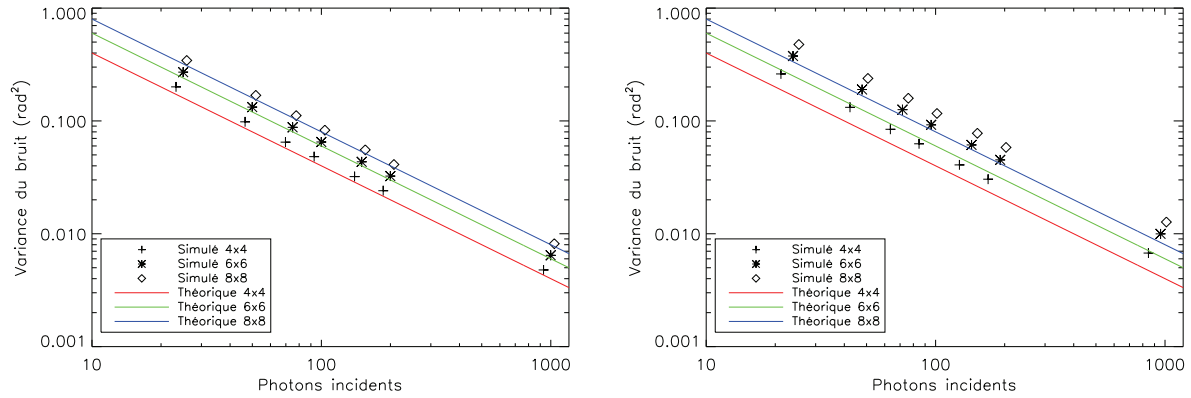 Variance du bruit (rad²)
1.000
0.100
0.010
0.001
+ Simulé 4x4
Simulé 6x6
Simulé 8x8
Théorique 4x4
Théorique 6x6
Théorique 8x8
10 100 1000
Photons incidents
Variance du bruit (rad²)
1.000
0.100
0.010
0.001
+ Simulé 4x4
Simulé 6x6
Simulé 8x8
Théorique 4x4
Théorique 6x6
Théorique 8x8
10 100 1000
Photons incidents